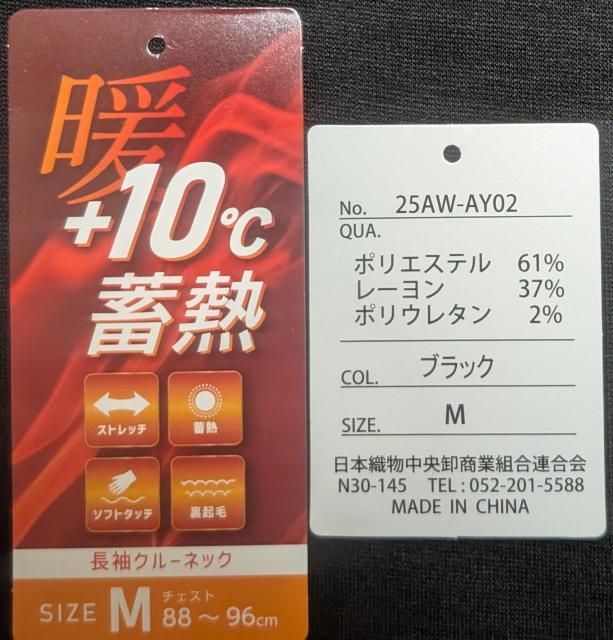 暖
+10℃
蓄熱
ストレッチ
蓄熱
ソフトタッチ
裏起毛
長袖クルーネック
SIZE M チェスト 88～96cm
No. 25AW-AY02
QUA.
ポリエステル 61%
レーヨン 37%
ポリウレタン 2%
COL. ブラック
SIZE. M
日本織物中央卸商業組合連合会
N30-145 TEL : 052-201-5588
MADE IN CHINA